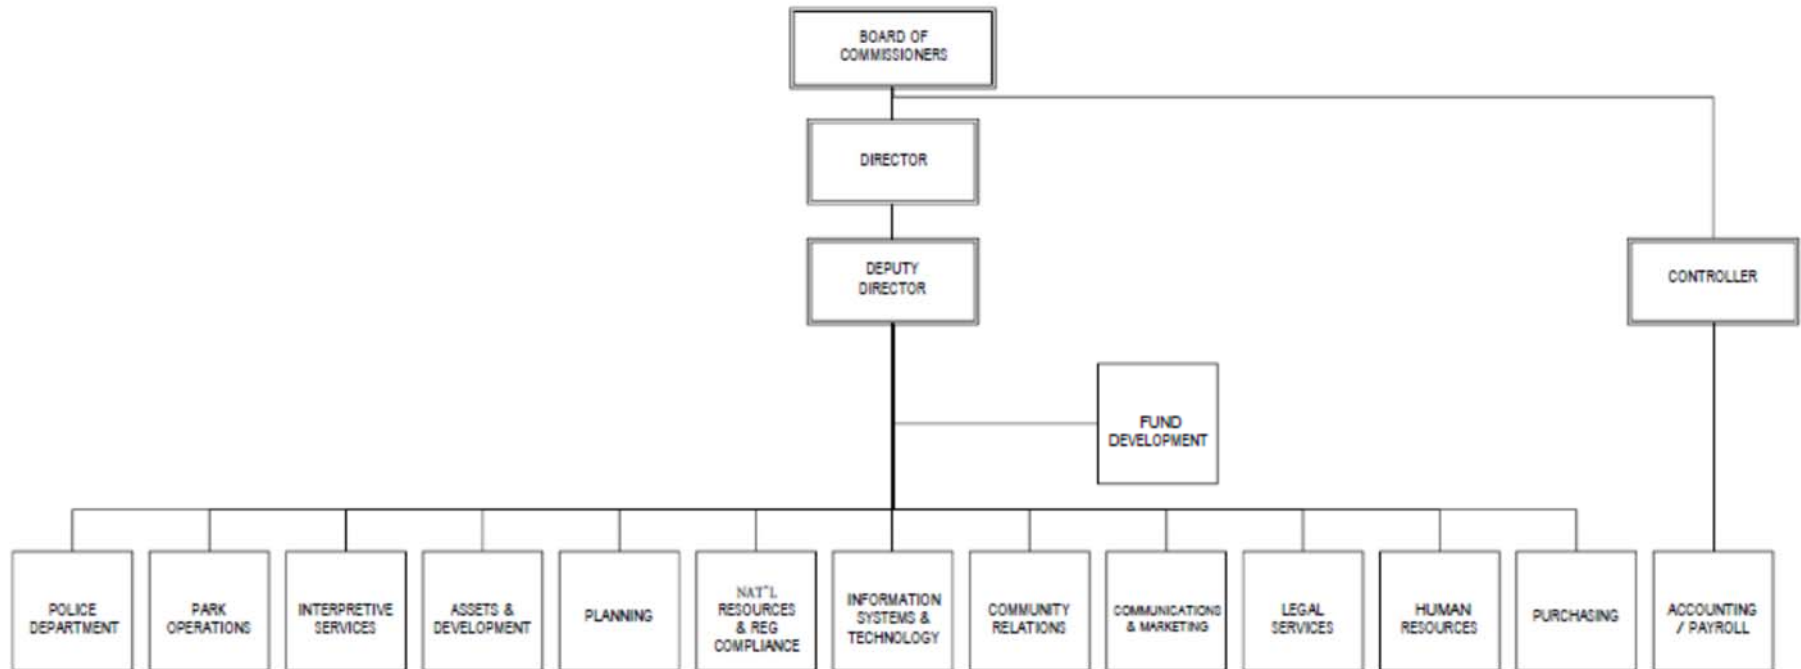 BOARD OF
COMMISSIONERS
DIRECTOR
DEPUTY
DIRECTOR
CONTROLLER
FUND
DEVELOPMENT
POLICE
DEPARTMENT
PARK
OPERATIONS
INTERPRETIVE
SERVICES
ASSETS &
DEVELOPMENT
PLANNING
NAT'L
RESOURCES
& REG
COMPLIANCE
INFORMATION
SYSTEMS &
TECHNOLOGY
COMMUNITY
RELATIONS
COMMUNICATIONS
& MARKETING
LEGAL
SERVICES
HUMAN
RESOURCES
PURCHASING
ACCOUNTING
/ PAYROLL